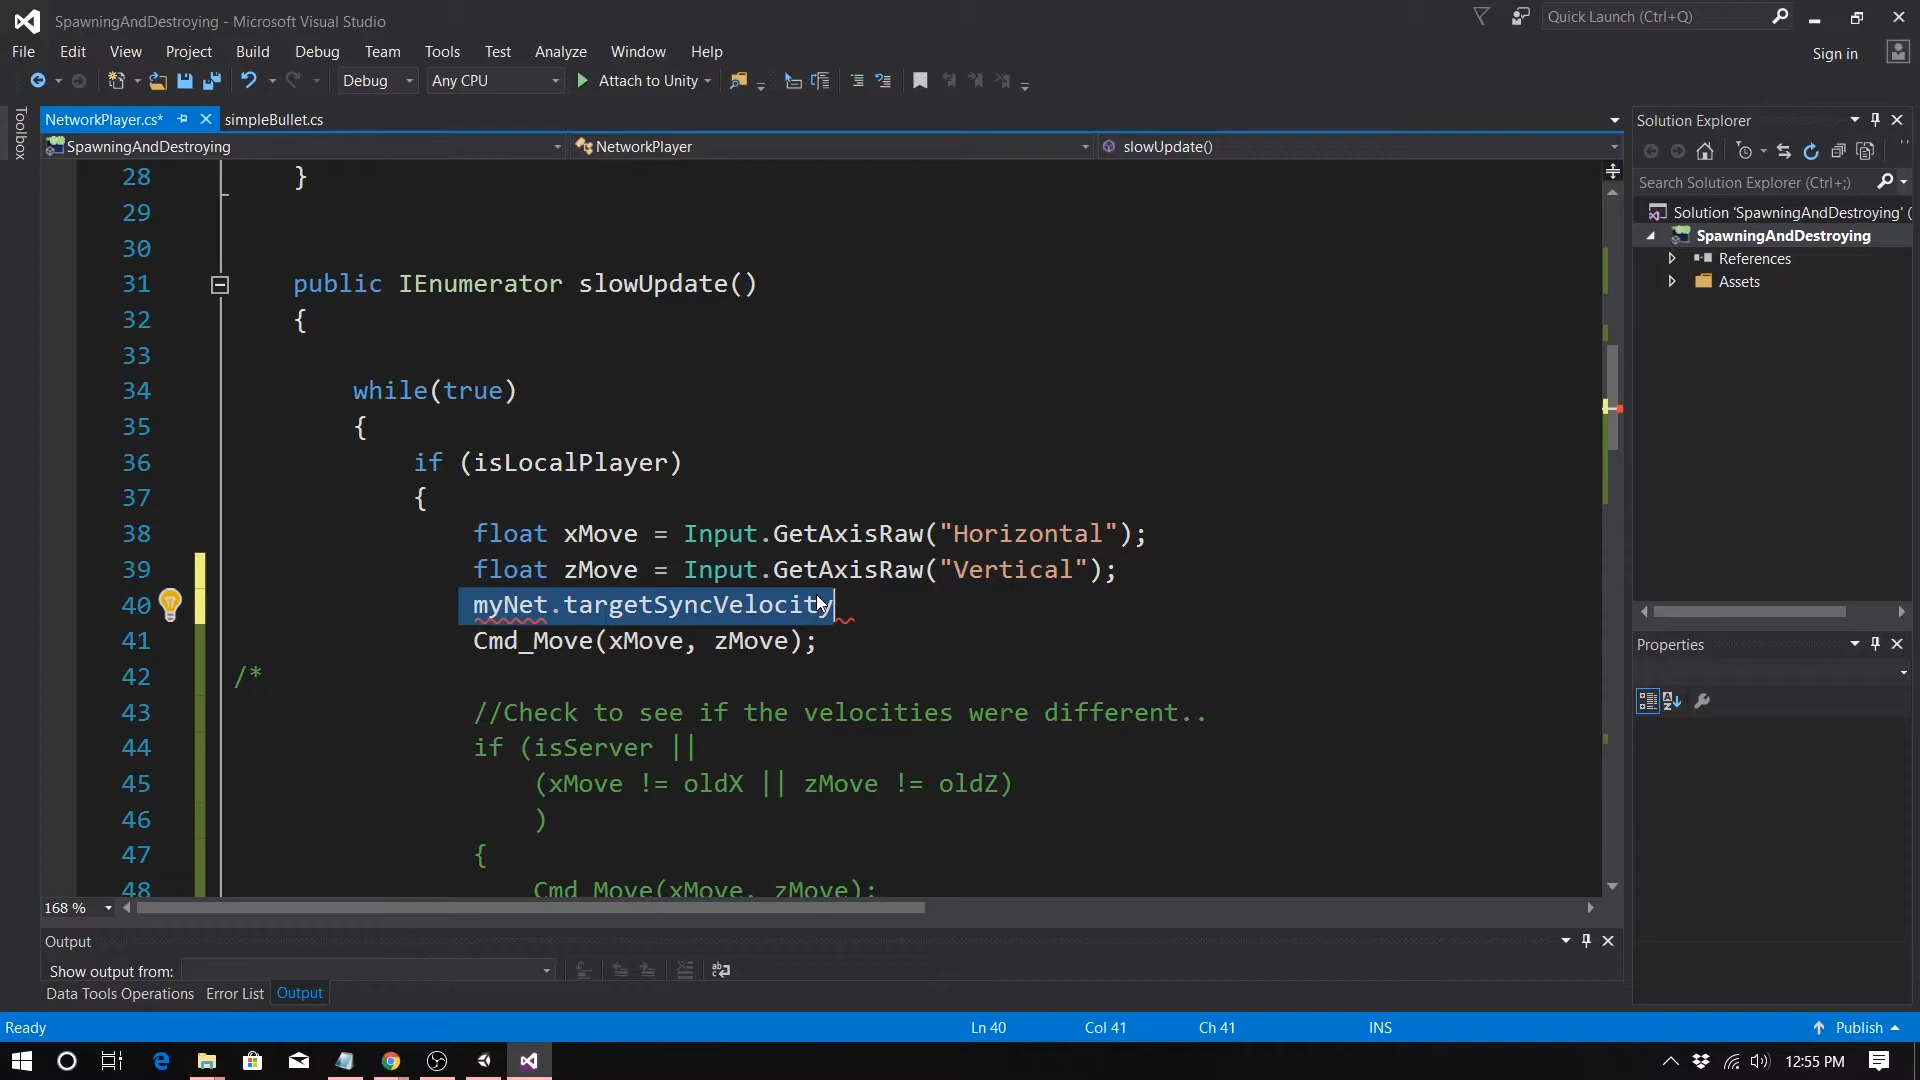 SpawningAndDestroying - Microsoft Visual Studio
Quick Launch (Ctrl+Q)
File Edit View Project Build Debug Team Tools Test Analyze Window Help
Sign in
Debug Any CPU Attach to Unity
Toolbox
NetworkPlayer.cs* simpleBullet.cs
SpawningAndDestroying NetworkPlayer slowUpdate()
28 }
29
30
31 public IEnumerator slowUpdate()
32 {
33
34 while(true)
35 {
36 if (isLocalPlayer)
37 {
38 float xMove = Input.GetAxisRaw("Horizontal");
39 float zMove = Input.GetAxisRaw("Vertical");
40 myNet.targetSyncVelocity
41 Cmd_Move(xMove, zMove);
42 /*
43 //Check to see if the velocities were different..
44 if (isServer ||
45 (xMove != oldX || zMove != oldZ)
46 )
47 {
48 Cmd_Move(xMove, zMove);
168 %
Solution Explorer
Search Solution Explorer (Ctrl+;)
Solution 'SpawningAndDestroying' (
SpawningAndDestroying
References
Assets
Properties
Output
Show output from:
Data Tools Operations Error List Output
Ready Ln 40 Col 41 Ch 41 INS Publish
12:55 PM